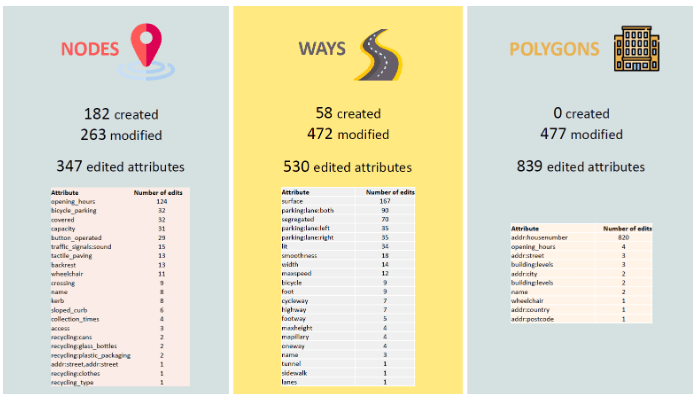 NODES
182 created
263 modified
347 edited attributes
Attribute Number of edits
opening_hours 124
bicycle_parking 32
covered 32
capacity 31
button_operated 29
traffic_signals:sound 15
tactile_paving 13
backrest 13
wheelchair 11
crossing 9
name 8
kerb 8
sloped_curb 6
collection_times 4
access 3
recycling:cans 2
recycling:glass_bottles 2
recycling:plastic_packaging 2
addr:street,addr:street 1
recycling:clothes 1
recycling_type 1
WAYS
58 created
472 modified
530 edited attributes
Attribute Number of edits
surface 167
parking:lane:both 90
segregated 70
parking:lane:left 35
parking:lane:right 35
lit 34
smoothness 18
width 14
maxspeed 12
bicycle 9
foot 9
cycleway 7
highway 7
footway 5
maxheight 4
mapillary 4
oneway 4
name 3
tunnel 1
sidewalk 1
lanes 1
POLYGONS
0 created
477 modified
839 edited attributes
Attribute Number of edits
addr:housenumber 820
opening_hours 4
addr:street 3
building:levels 3
addr:city 2
building:levels 2
name 2
wheelchair 1
addr:country 1
addr:postcode 1